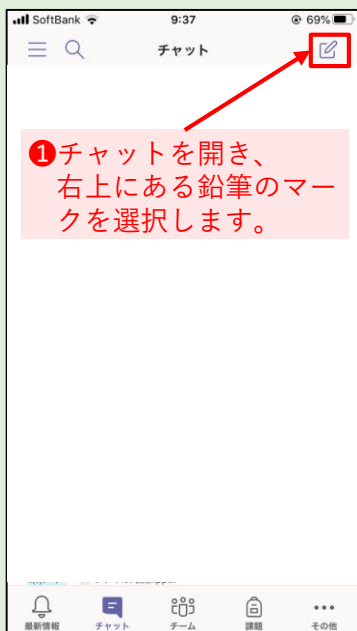 SoftBank 9:37 69%
チャット
❶チャットを開き、
右上にある鉛筆のマー
クを選択します。
最新情報 チャット チーム 課題 その他